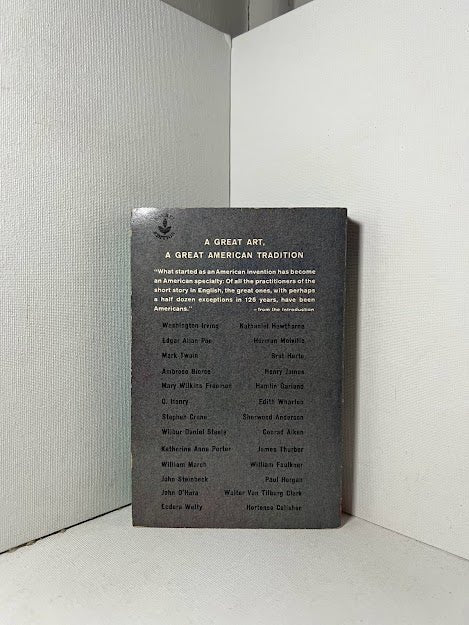 A GREAT ART,
A GREAT AMERICAN TRADITION
"What started as an American invention has become
an American specialty: Of all the practitioners of the
short story in English, the great ones, with perhaps
a half dozen exceptions in 125 years, have been
Americans." - from the Introduction
Washington Irving Nathaniel Hawthorne
Edgar Allan Poe Herman Melville
Mark Twain Bret Harte
Ambrose Bierce Henry James
Mary Wilkins Freeman Hamlin Garland
O. Henry Edith Wharton
Stephen Crane Sherwood Anderson
Wilbur Daniel Steele Conrad Aiken
Katherine Anne Porter James Thurber
William March William Faulkner
John Steinbeck Paul Horgan
John O'Hara Walter Van Tilburg Clark
Eudora Welty Hortense Calisher